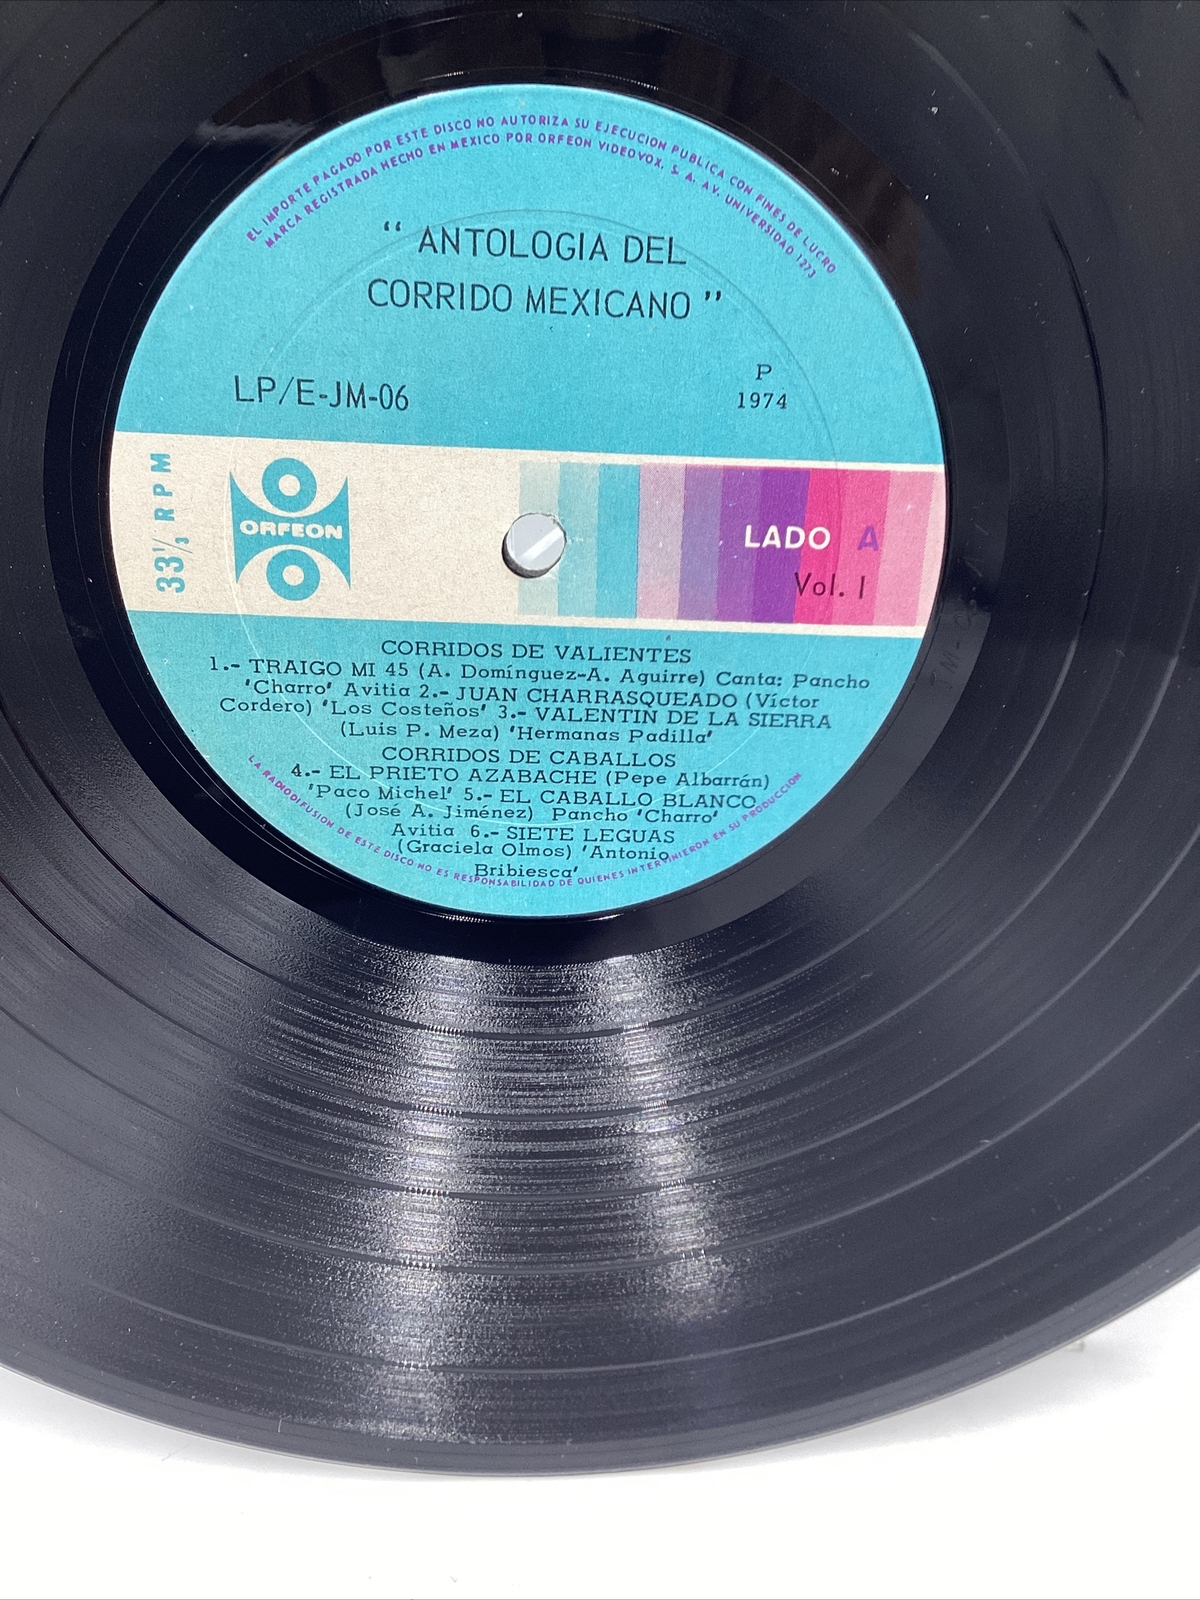 EL IMPORTE PAGADO POR ESTE DISCO NO AUTORIZA SU EJECUCION PUBLICA CON FINES DE LUCRO
MARCA REGISTRADA HECHO EN MEXICO POR ORFEON VIDEOVOX, S. A. AV. UNIVERSIDAD 1273
“ ANTOLOGIA DEL
CORRIDO MEXICANO ”
LP/E-JM-06
P
1974
33⅓ RPM
ORFEON
LADO A
Vol. I
CORRIDOS DE VALIENTES
1.- TRAIGO MI 45 (A. Domínguez-A. Aguirre) Canta: Pancho
'Charro' Avitia 2.- JUAN CHARRASQUEADO (Víctor
Cordero) 'Los Costeños' 3.- VALENTIN DE LA SIERRA
(Luis P. Meza) 'Hermanas Padilla'
CORRIDOS DE CABALLOS
4.- EL PRIETO AZABACHE (Pepe Albarrán)
'Paco Michel' 5.- EL CABALLO BLANCO
(José A. Jiménez) Pancho 'Charro'
Avitia 6.- SIETE LEGUAS
(Graciela Olmos) 'Antonio
Bribiesca'
LA RADIODIFUSION DE ESTE DISCO NO ES RESPONSABILIDAD DE QUIENES INTERVINIERON EN SU PRODUCCION